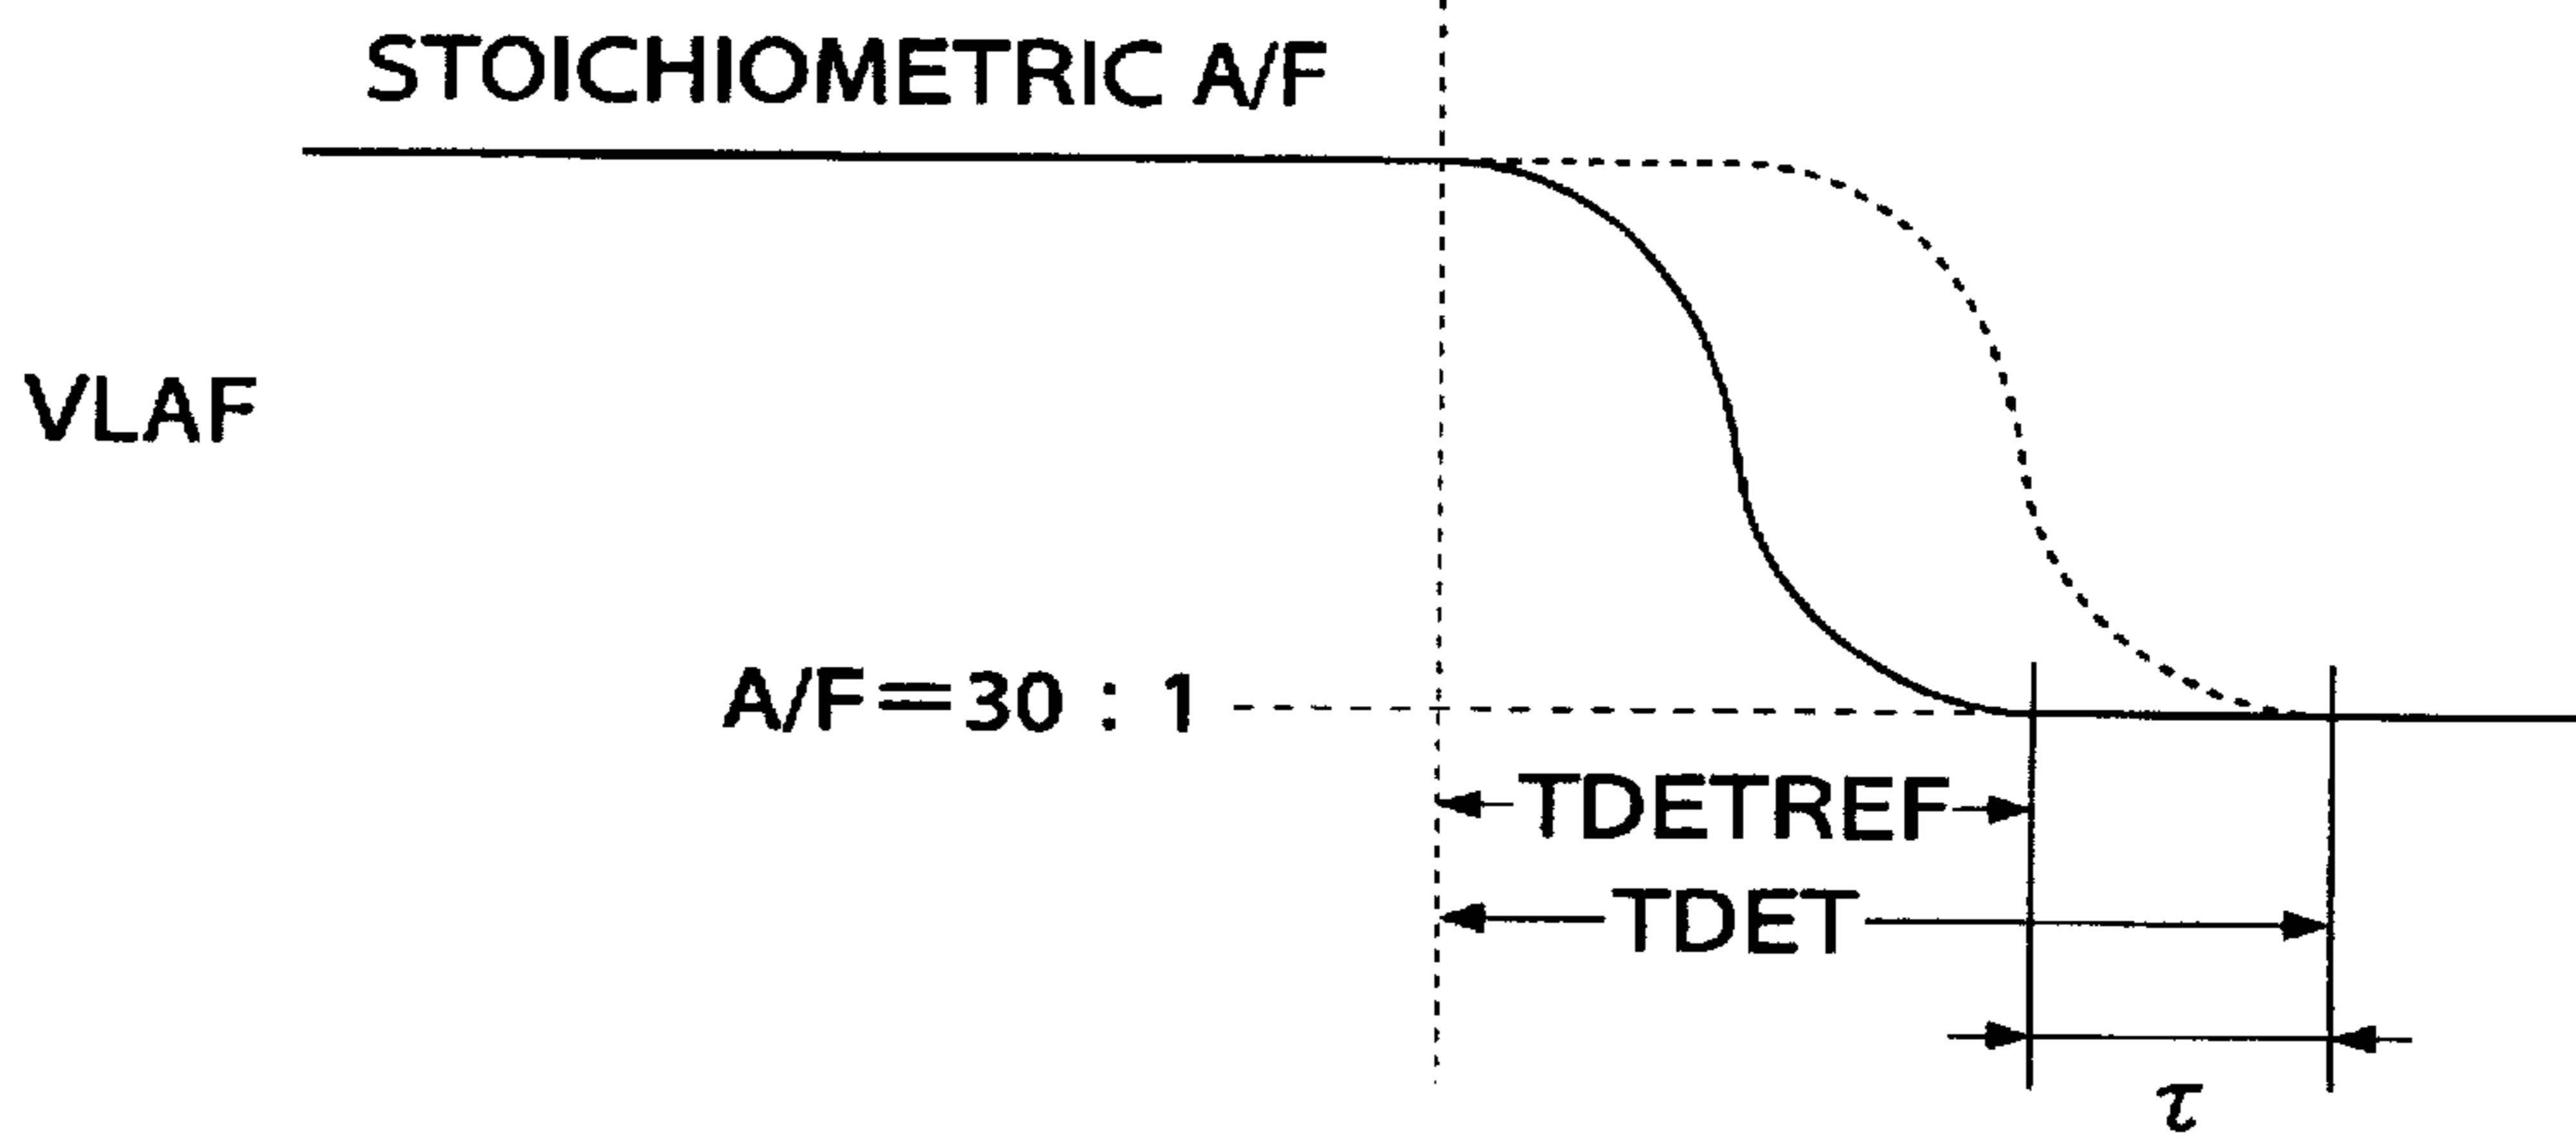 STOICHIOMETRIC A/F
VLAF
A/F=30 : 1
TDETREF
TDET
τ